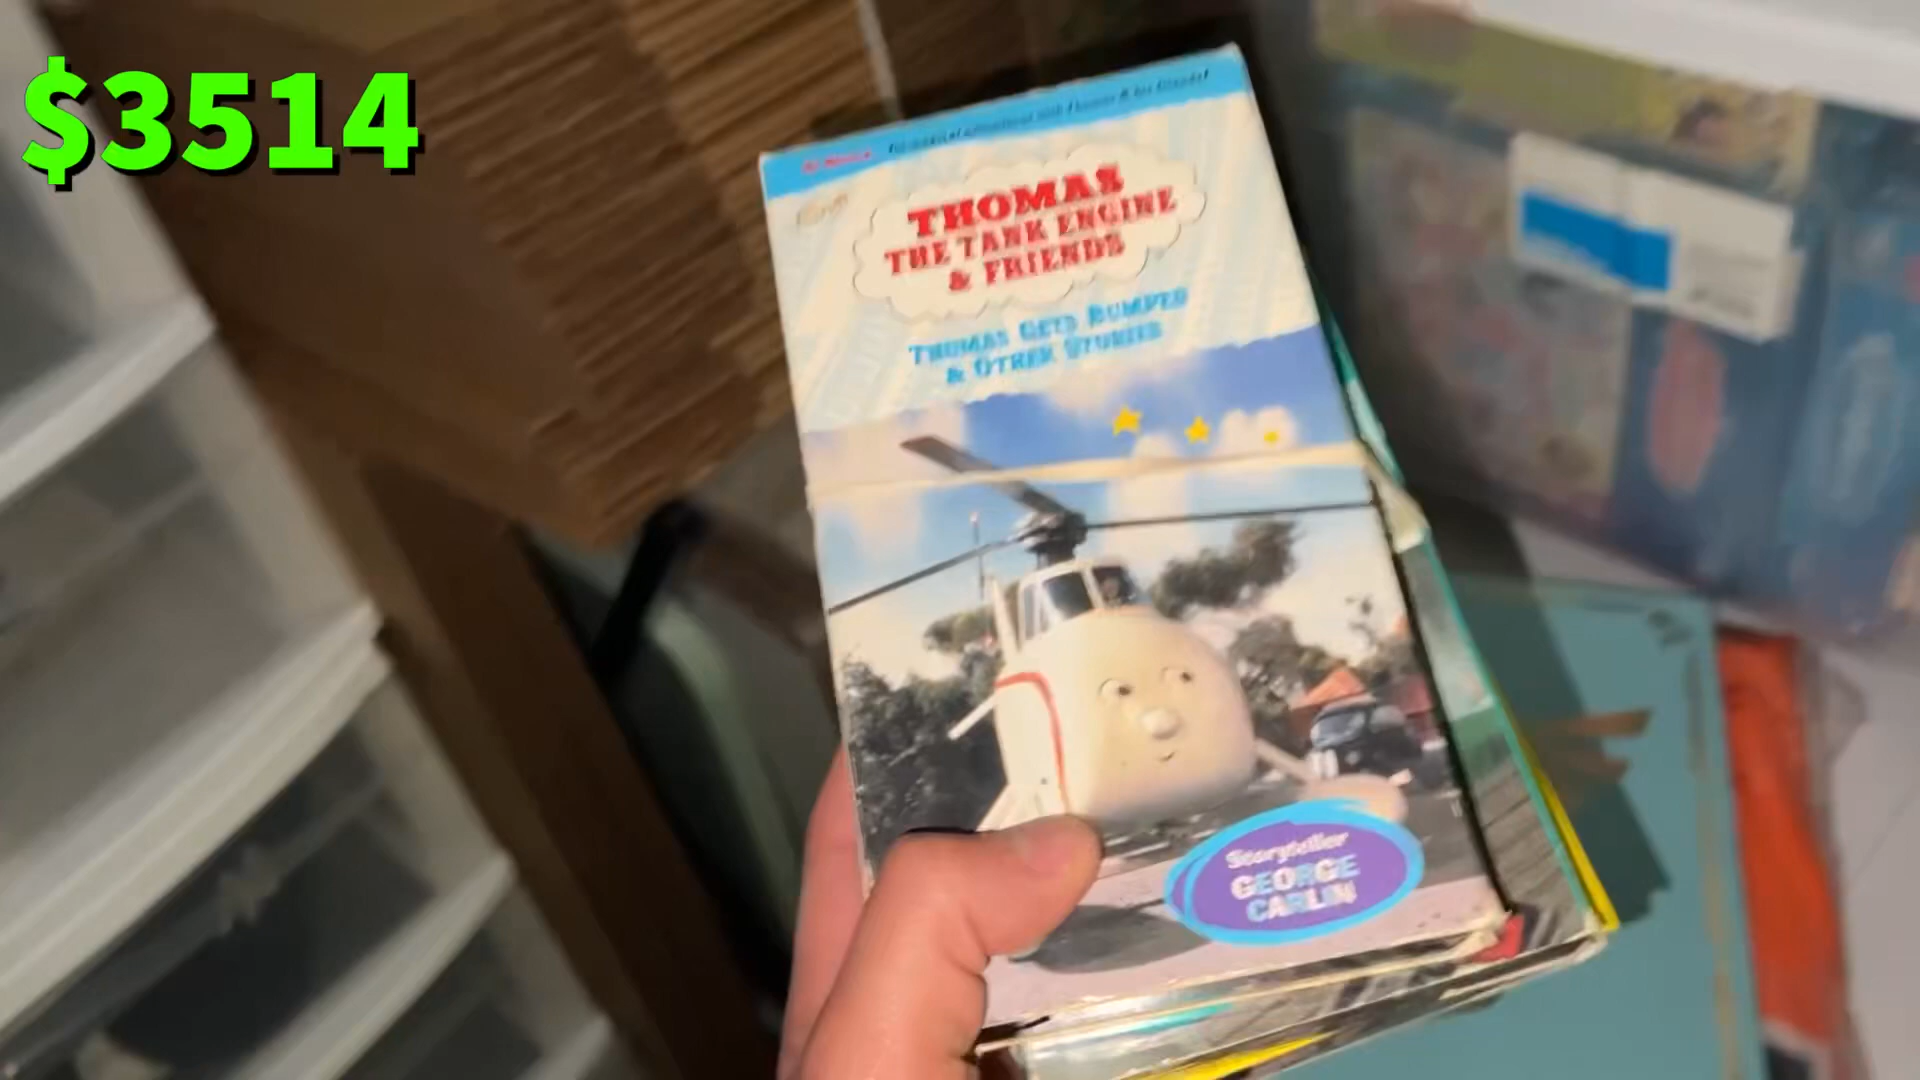 $3514
THOMAS
THE TANK ENGINE
& FRIENDS
THOMAS GETS BUMPED
& OTHER STORIES
Storyteller
GEORGE
CARLIN